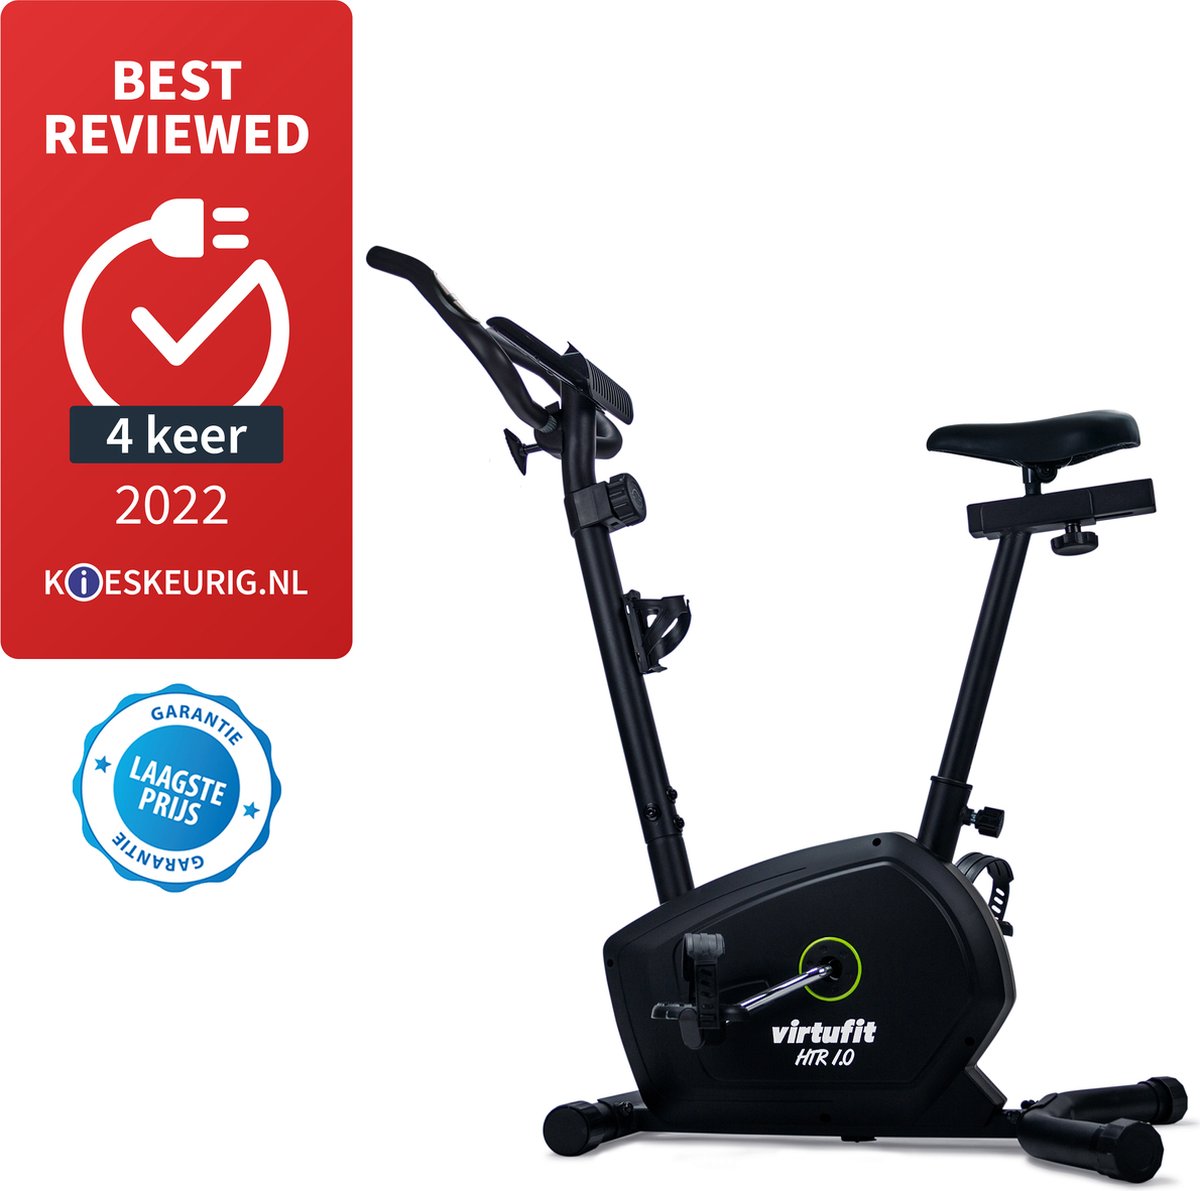 BEST
REVIEWED
4 keer
2022
KiESKEURIG.NL
GARANTIE
LAAGSTE
PRIJS
GARANTIE
virtufit
HTR 1.0